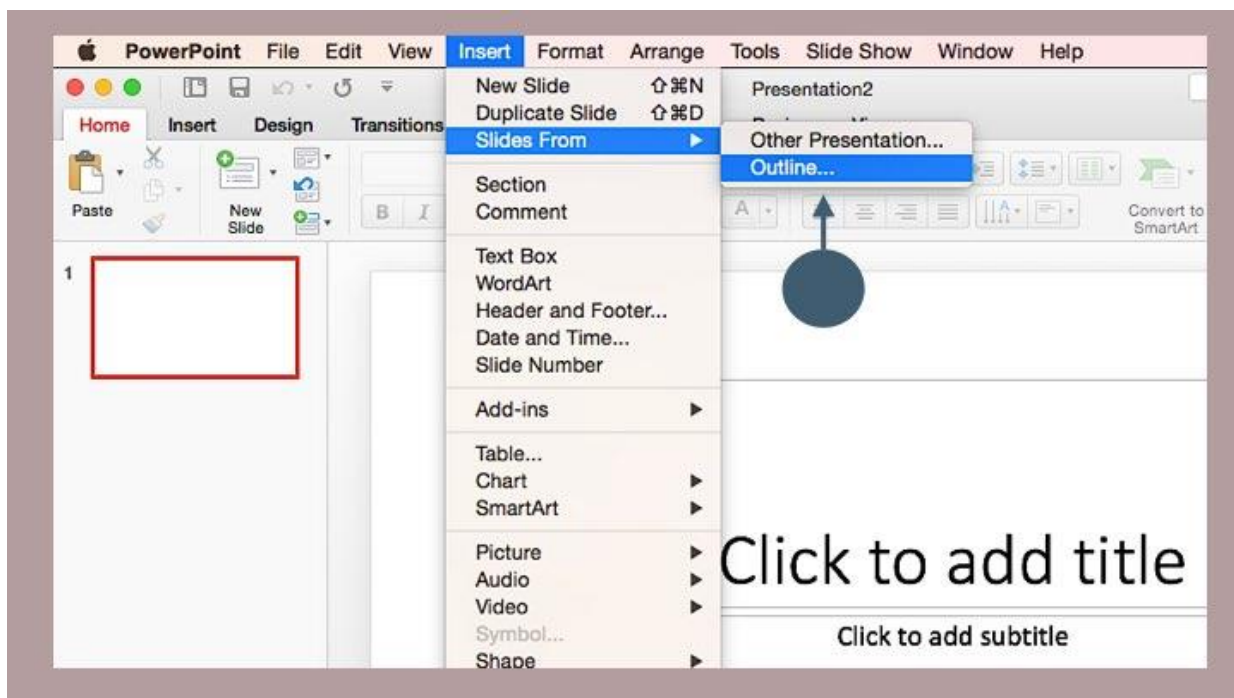 PowerPoint File Edit View Insert Format Arrange Tools Slide Show Window Help
Presentation2
Home Insert Design Transitions
Paste
New Slide
B I
A
Convert to SmartArt
New Slide ⇧⌘N
Duplicate Slide ⇧⌘D
Slides From
Other Presentation...
Outline...
Section
Comment
Text Box
WordArt
Header and Footer...
Date and Time...
Slide Number
Add-ins
Table...
Chart
SmartArt
Picture
Audio
Video
Symbol...
Shape
1
Click to add title
Click to add subtitle